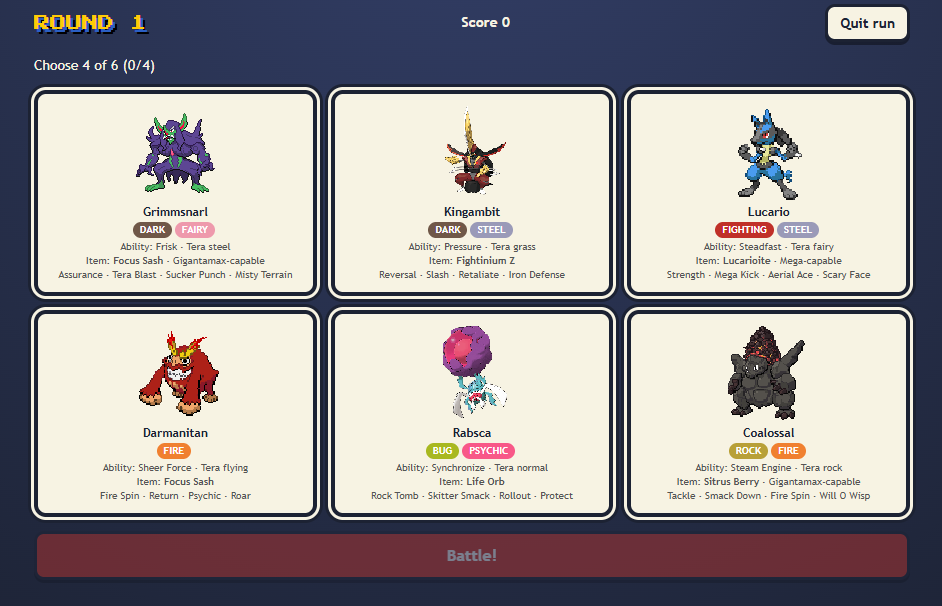 ROUND 1
Score 0
Quit run
Choose 4 of 6 (0/4)
Grimmsnarl
DARK FAIRY
Ability: Frisk · Tera steel
Item: Focus Sash · Gigantamax-capable
Assurance · Tera Blast · Sucker Punch · Misty Terrain
Kingambit
DARK STEEL
Ability: Pressure · Tera grass
Item: Fightinium Z
Reversal · Slash · Retaliate · Iron Defense
Lucario
FIGHTING STEEL
Ability: Steadfast · Tera fairy
Item: Lucarioite · Mega-capable
Strength · Mega Kick · Aerial Ace · Scary Face
Darmanitan
FIRE
Ability: Sheer Force · Tera flying
Item: Focus Sash
Fire Spin · Return · Psychic · Roar
Rabsca
BUG PSYCHIC
Ability: Synchronize · Tera normal
Item: Life Orb
Rock Tomb · Skitter Smack · Rollout · Protect
Coalossal
ROCK FIRE
Ability: Steam Engine · Tera rock
Item: Sitrus Berry · Gigantamax-capable
Tackle · Smack Down · Fire Spin · Will O Wisp
Battle!